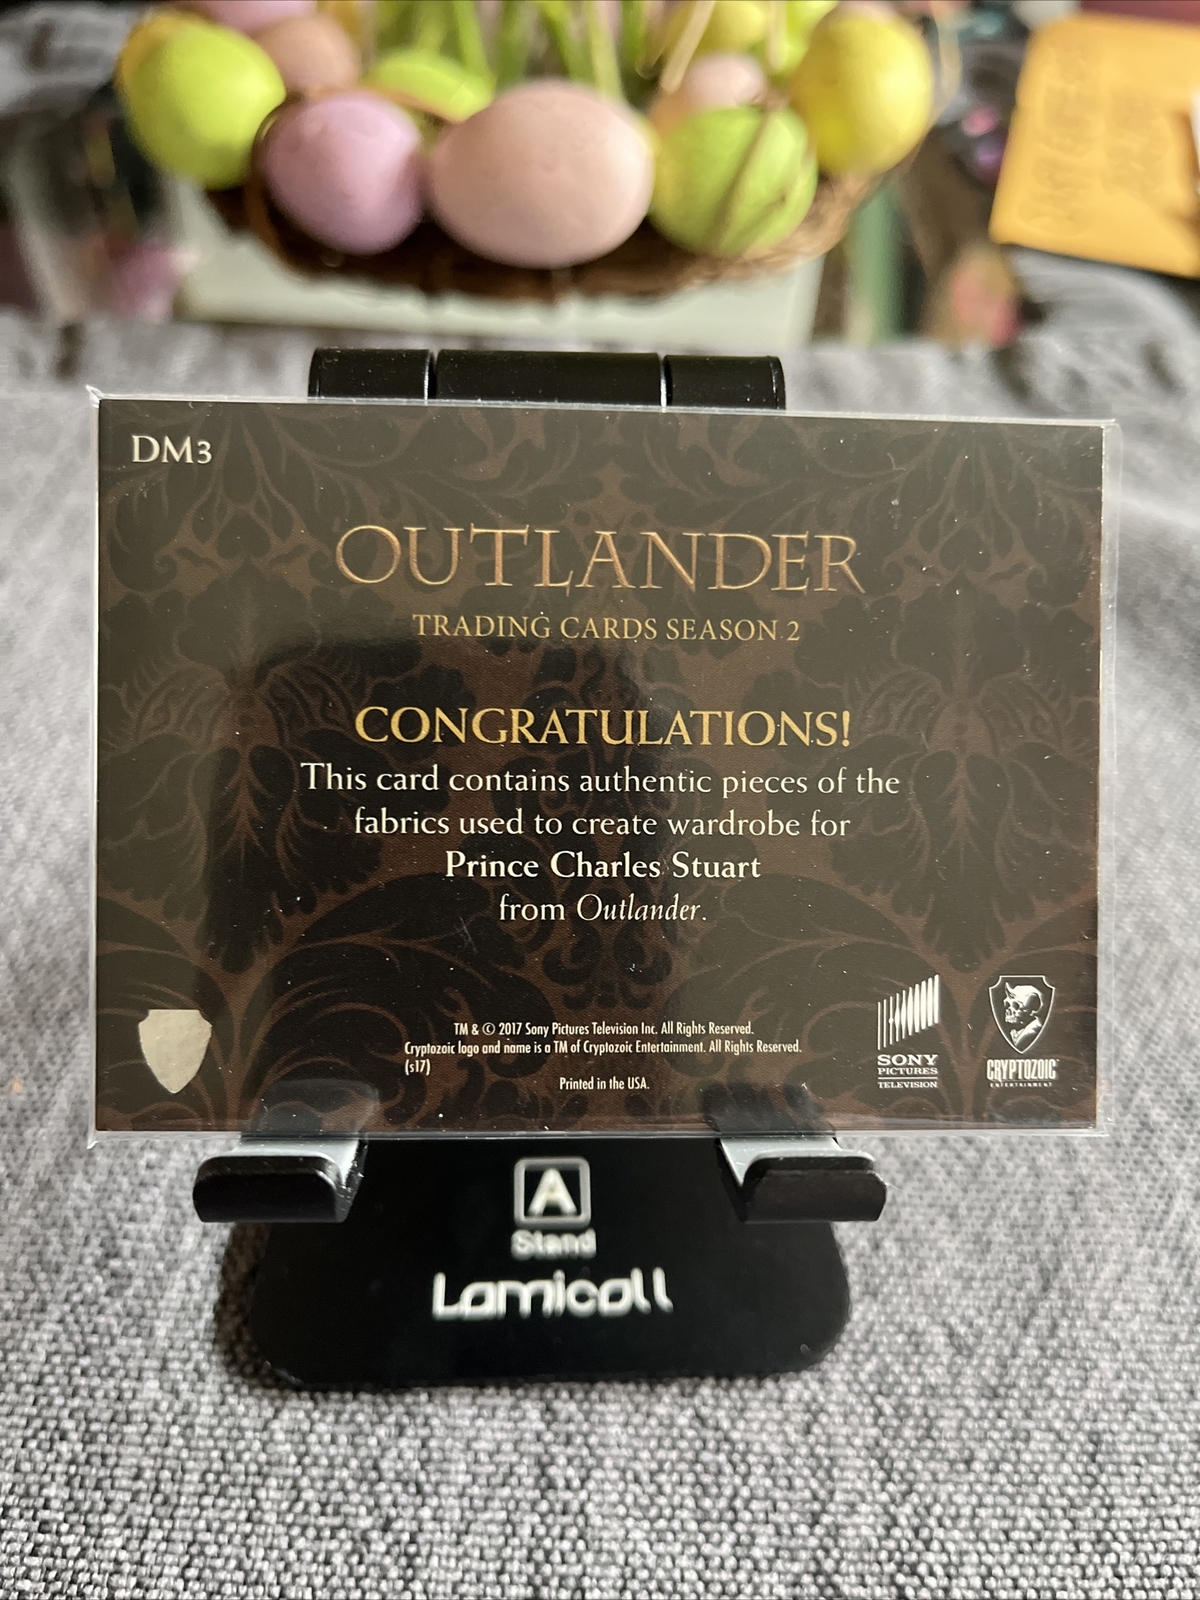 DM3
OUTLANDER
TRADING CARDS SEASON 2
CONGRATULATIONS!
This card contains authentic pieces of the
fabrics used to create wardrobe for
Prince Charles Stuart
from Outlander.
TM & © 2017 Sony Pictures Television Inc. All Rights Reserved.
Cryptozoic logo and name is a TM of Cryptozoic Entertainment. All Rights Reserved.
(s17)
Printed in the USA.
SONY
PICTURES
TELEVISION
CRYPTOZOIC
ENTERTAINMENT
A
Stand
Lamicall